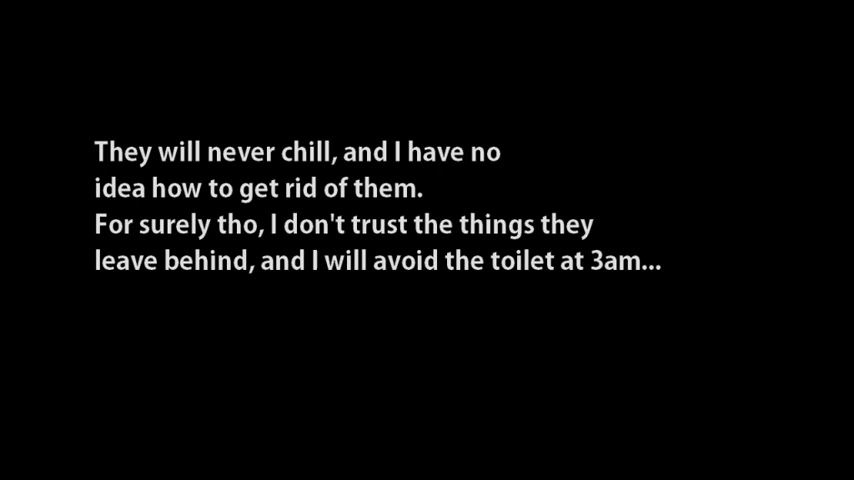 They will never chill, and I have no
idea how to get rid of them.
For surely tho, I don't trust the things they
leave behind, and I will avoid the toilet at 3am...